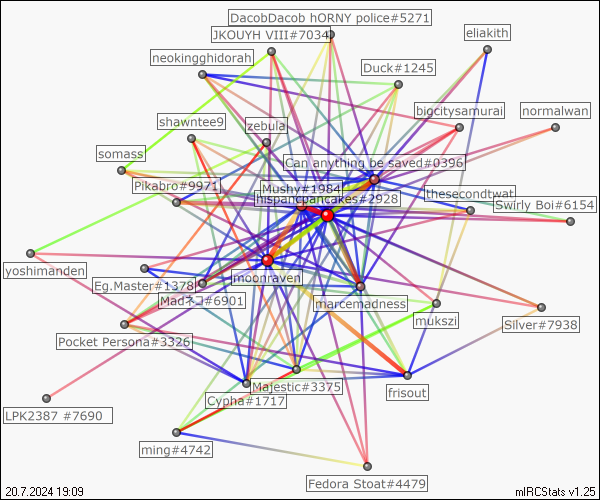 DacobDacob hORNY police#5271
JKOUYH VIII#7034
eliakith
neokingghidorah
Duck#1245
bigcitysamurai
normalwan
shawntee9
zebula
somass
Can anything be saved#0396
Pikabro#9971
Mushy#1984
thesecondtwat
hispancpancakes#2928
Swirly Boi#6154
yoshimanden
moonraven
Eg.Master#1378
Madネコ#6901
marcemadness
mukszi
Silver#7938
Pocket Persona#3326
Majestic#3375
frisout
Cypha#1717
LPK2387 #7690
ming#4742
Fedora Stoat#4479
20.7.2024 19:09
mIRCStats v1.25